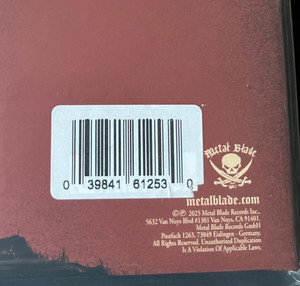 0 39841 61253 0
Metal Blade
metalblade.com
©℗ 2025 Metal Blade Records Inc..
5632 Van Nuys Blvd #1301 Van Nuys, CA. 91401.
Metal Blade Records GmbH
Postfach 1263, 73049 Eislingen - Germany.
All Rights Reserved. Unauthorized Duplication
Is A Violation Of Applicable Laws.